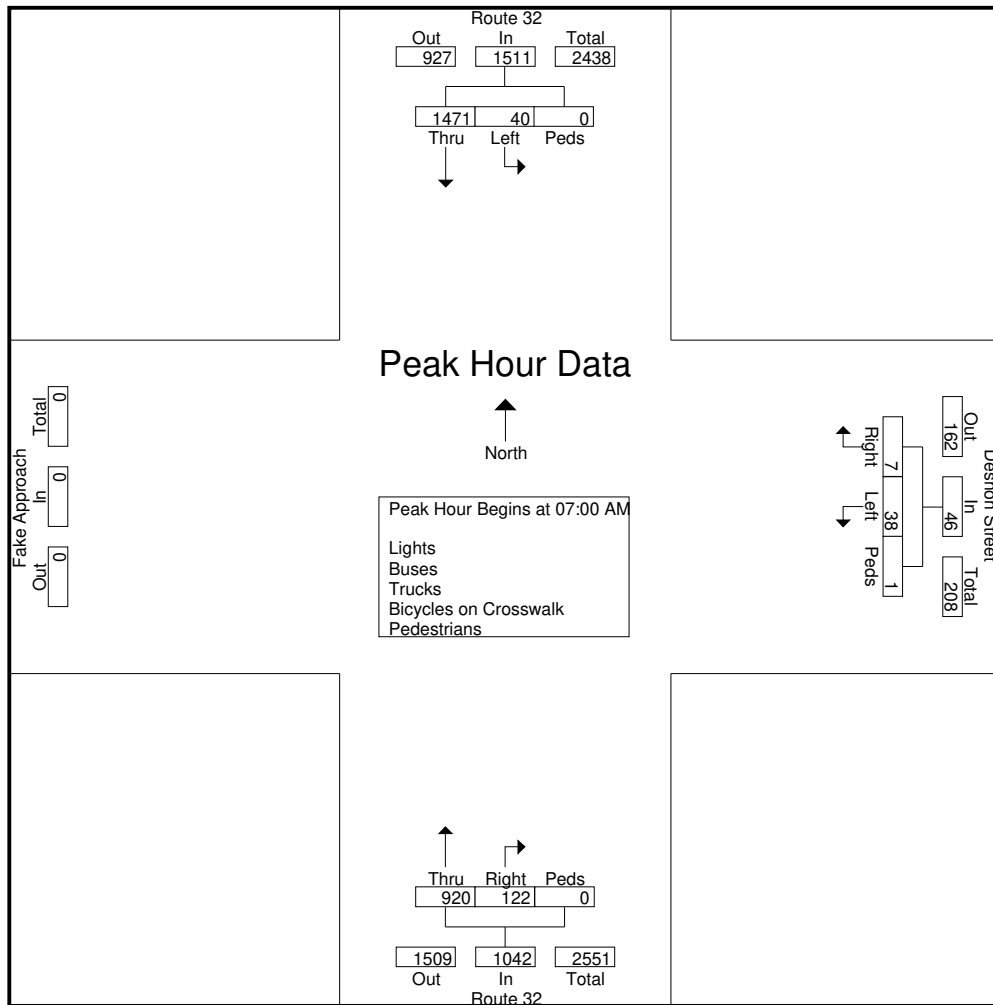 Route 32
Out In Total
927 1511 2438
1471 40 0
Thru Left Peds
Peak Hour Data
North
Peak Hour Begins at 07:00 AM
Lights
Buses
Trucks
Bicycles on Crosswalk
Pedestrians
Fake Approach
Out In Total
0 0 0
Street
Out In Total
162 46 208
7 38 1
Right Left Peds
Thru Right Peds
920 122 0
1509 1042 2551
Out In Total
Route 32